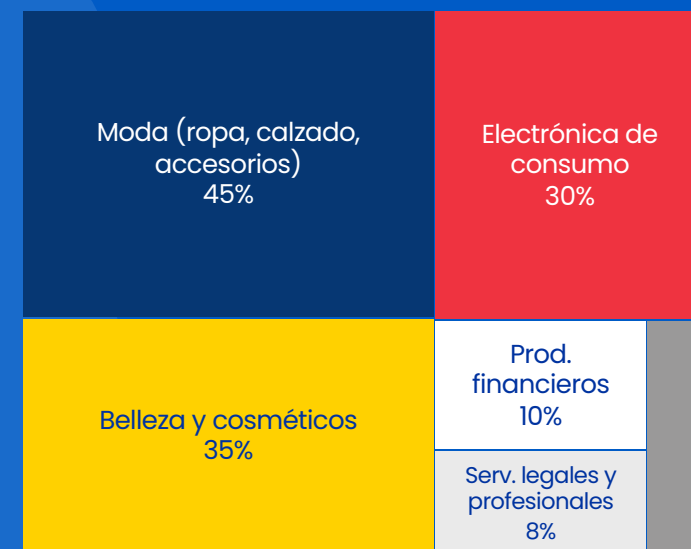 Moda (ropa, calzado,
accesorios)
45%
Electrónica de
consumo
30%
Belleza y cosméticos
35%
Prod.
financieros
10%
Serv. legales y
profesionales
8%